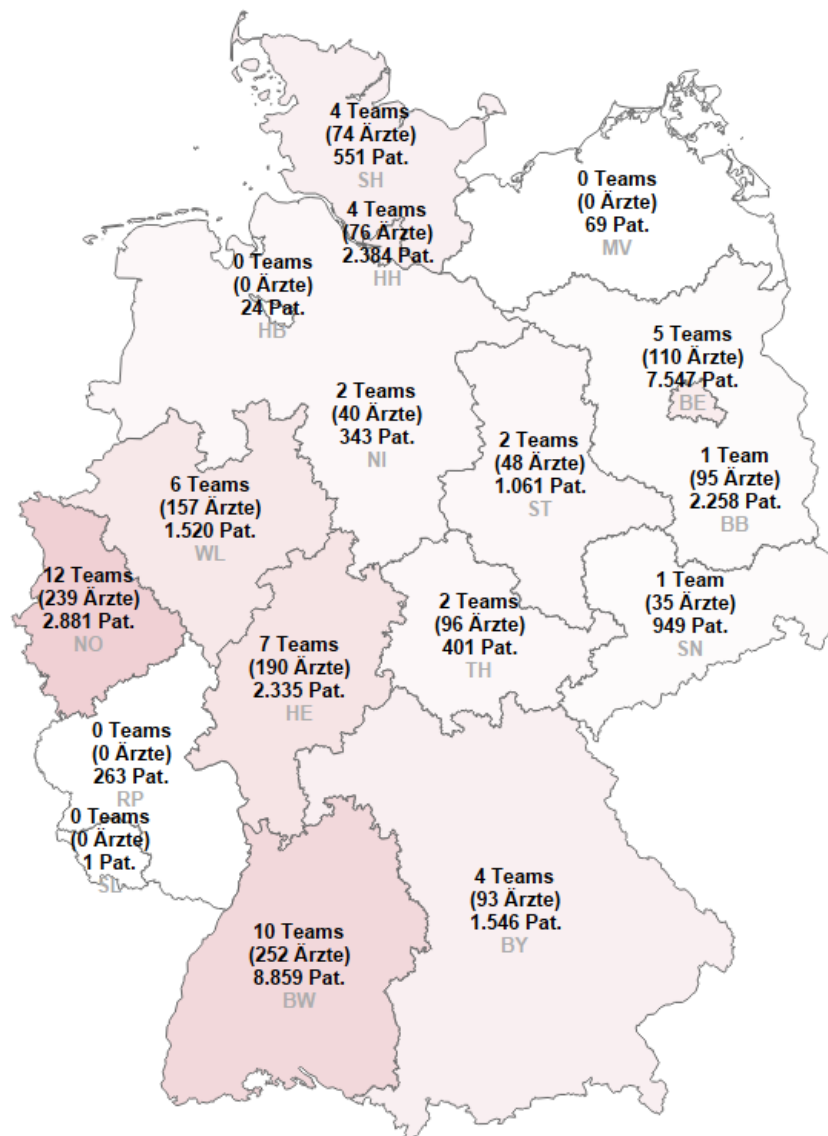 4 Teams
(74 Ärzte)
551 Pat.
SH
0 Teams
(0 Ärzte)
69 Pat.
MV
4 Teams
(76 Ärzte)
2.384 Pat.
HH
0 Teams
(0 Ärzte)
24 Pat.
HB
5 Teams
(110 Ärzte)
7.547 Pat.
BE
2 Teams
(40 Ärzte)
343 Pat.
NI
2 Teams
(48 Ärzte)
1.061 Pat.
ST
1 Team
(95 Ärzte)
2.258 Pat.
BB
6 Teams
(157 Ärzte)
1.520 Pat.
WL
12 Teams
(239 Ärzte)
2.881 Pat.
NO
7 Teams
(190 Ärzte)
2.335 Pat.
HE
2 Teams
(96 Ärzte)
401 Pat.
TH
1 Team
(35 Ärzte)
949 Pat.
SN
0 Teams
(0 Ärzte)
263 Pat.
RP
0 Teams
(0 Ärzte)
1 Pat.
SL
10 Teams
(252 Ärzte)
8.859 Pat.
BW
4 Teams
(93 Ärzte)
1.546 Pat.
BY